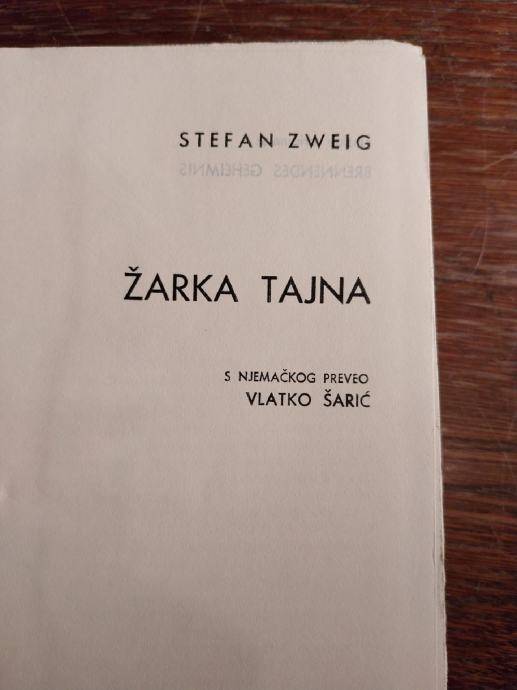 STEFAN ZWEIG
BRENNENDES GEHEIMNIS
ŽARKA TAJNA
S NJEMAČKOG PREVEO
VLATKO ŠARIĆ